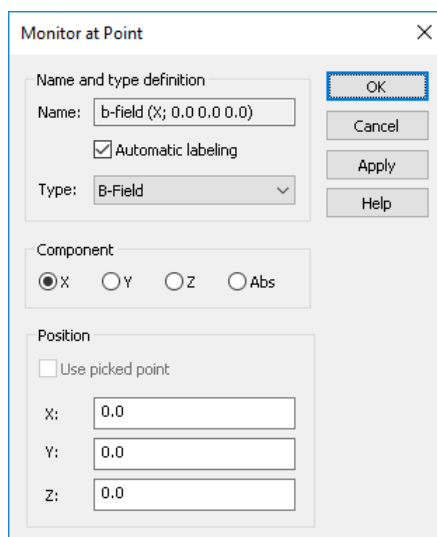 Monitor at Point
Name and type definition
Name: b-field (X; 0.0 0.0 0.0)
Automatic labeling
Type: B-Field
OK
Cancel
Apply
Help
Component
X Y Z Abs
Position
Use picked point
X: 0.0
Y: 0.0
Z: 0.0